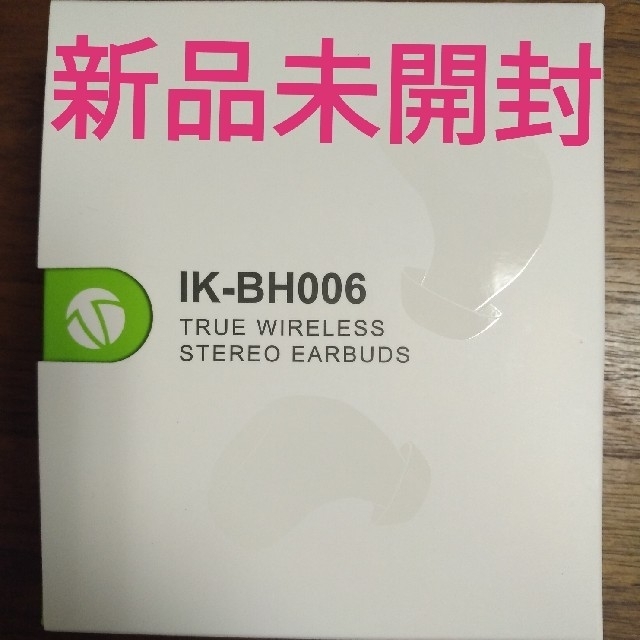 新品未開封
IK-BH006
TRUE WIRELESS
STEREO EARBUDS